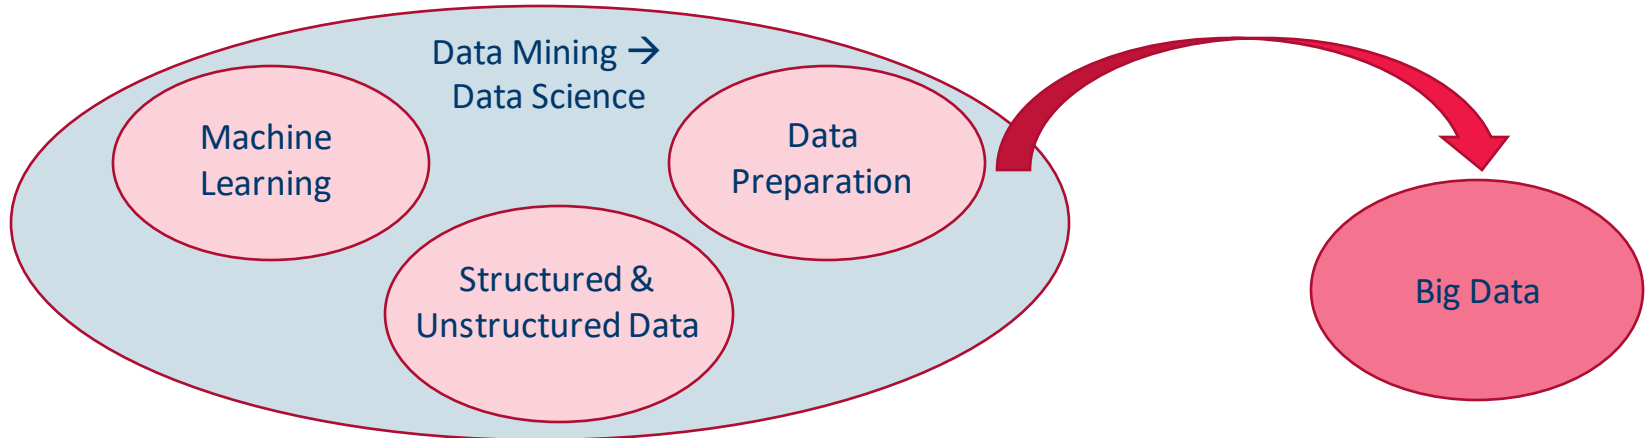 Data Mining →
Data Science
Machine
Learning
Data
Preparation
Structured &
Unstructured Data
Big Data